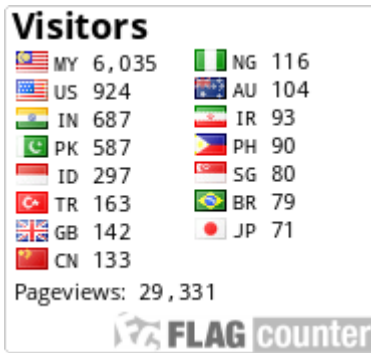 Visitors
MY 6,035
US 924
IN 687
PK 587
ID 297
TR 163
GB 142
CN 133
NG 116
AU 104
IR 93
PH 90
SG 80
BR 79
JP 71
Pageviews: 29,331
FC FLAG counter